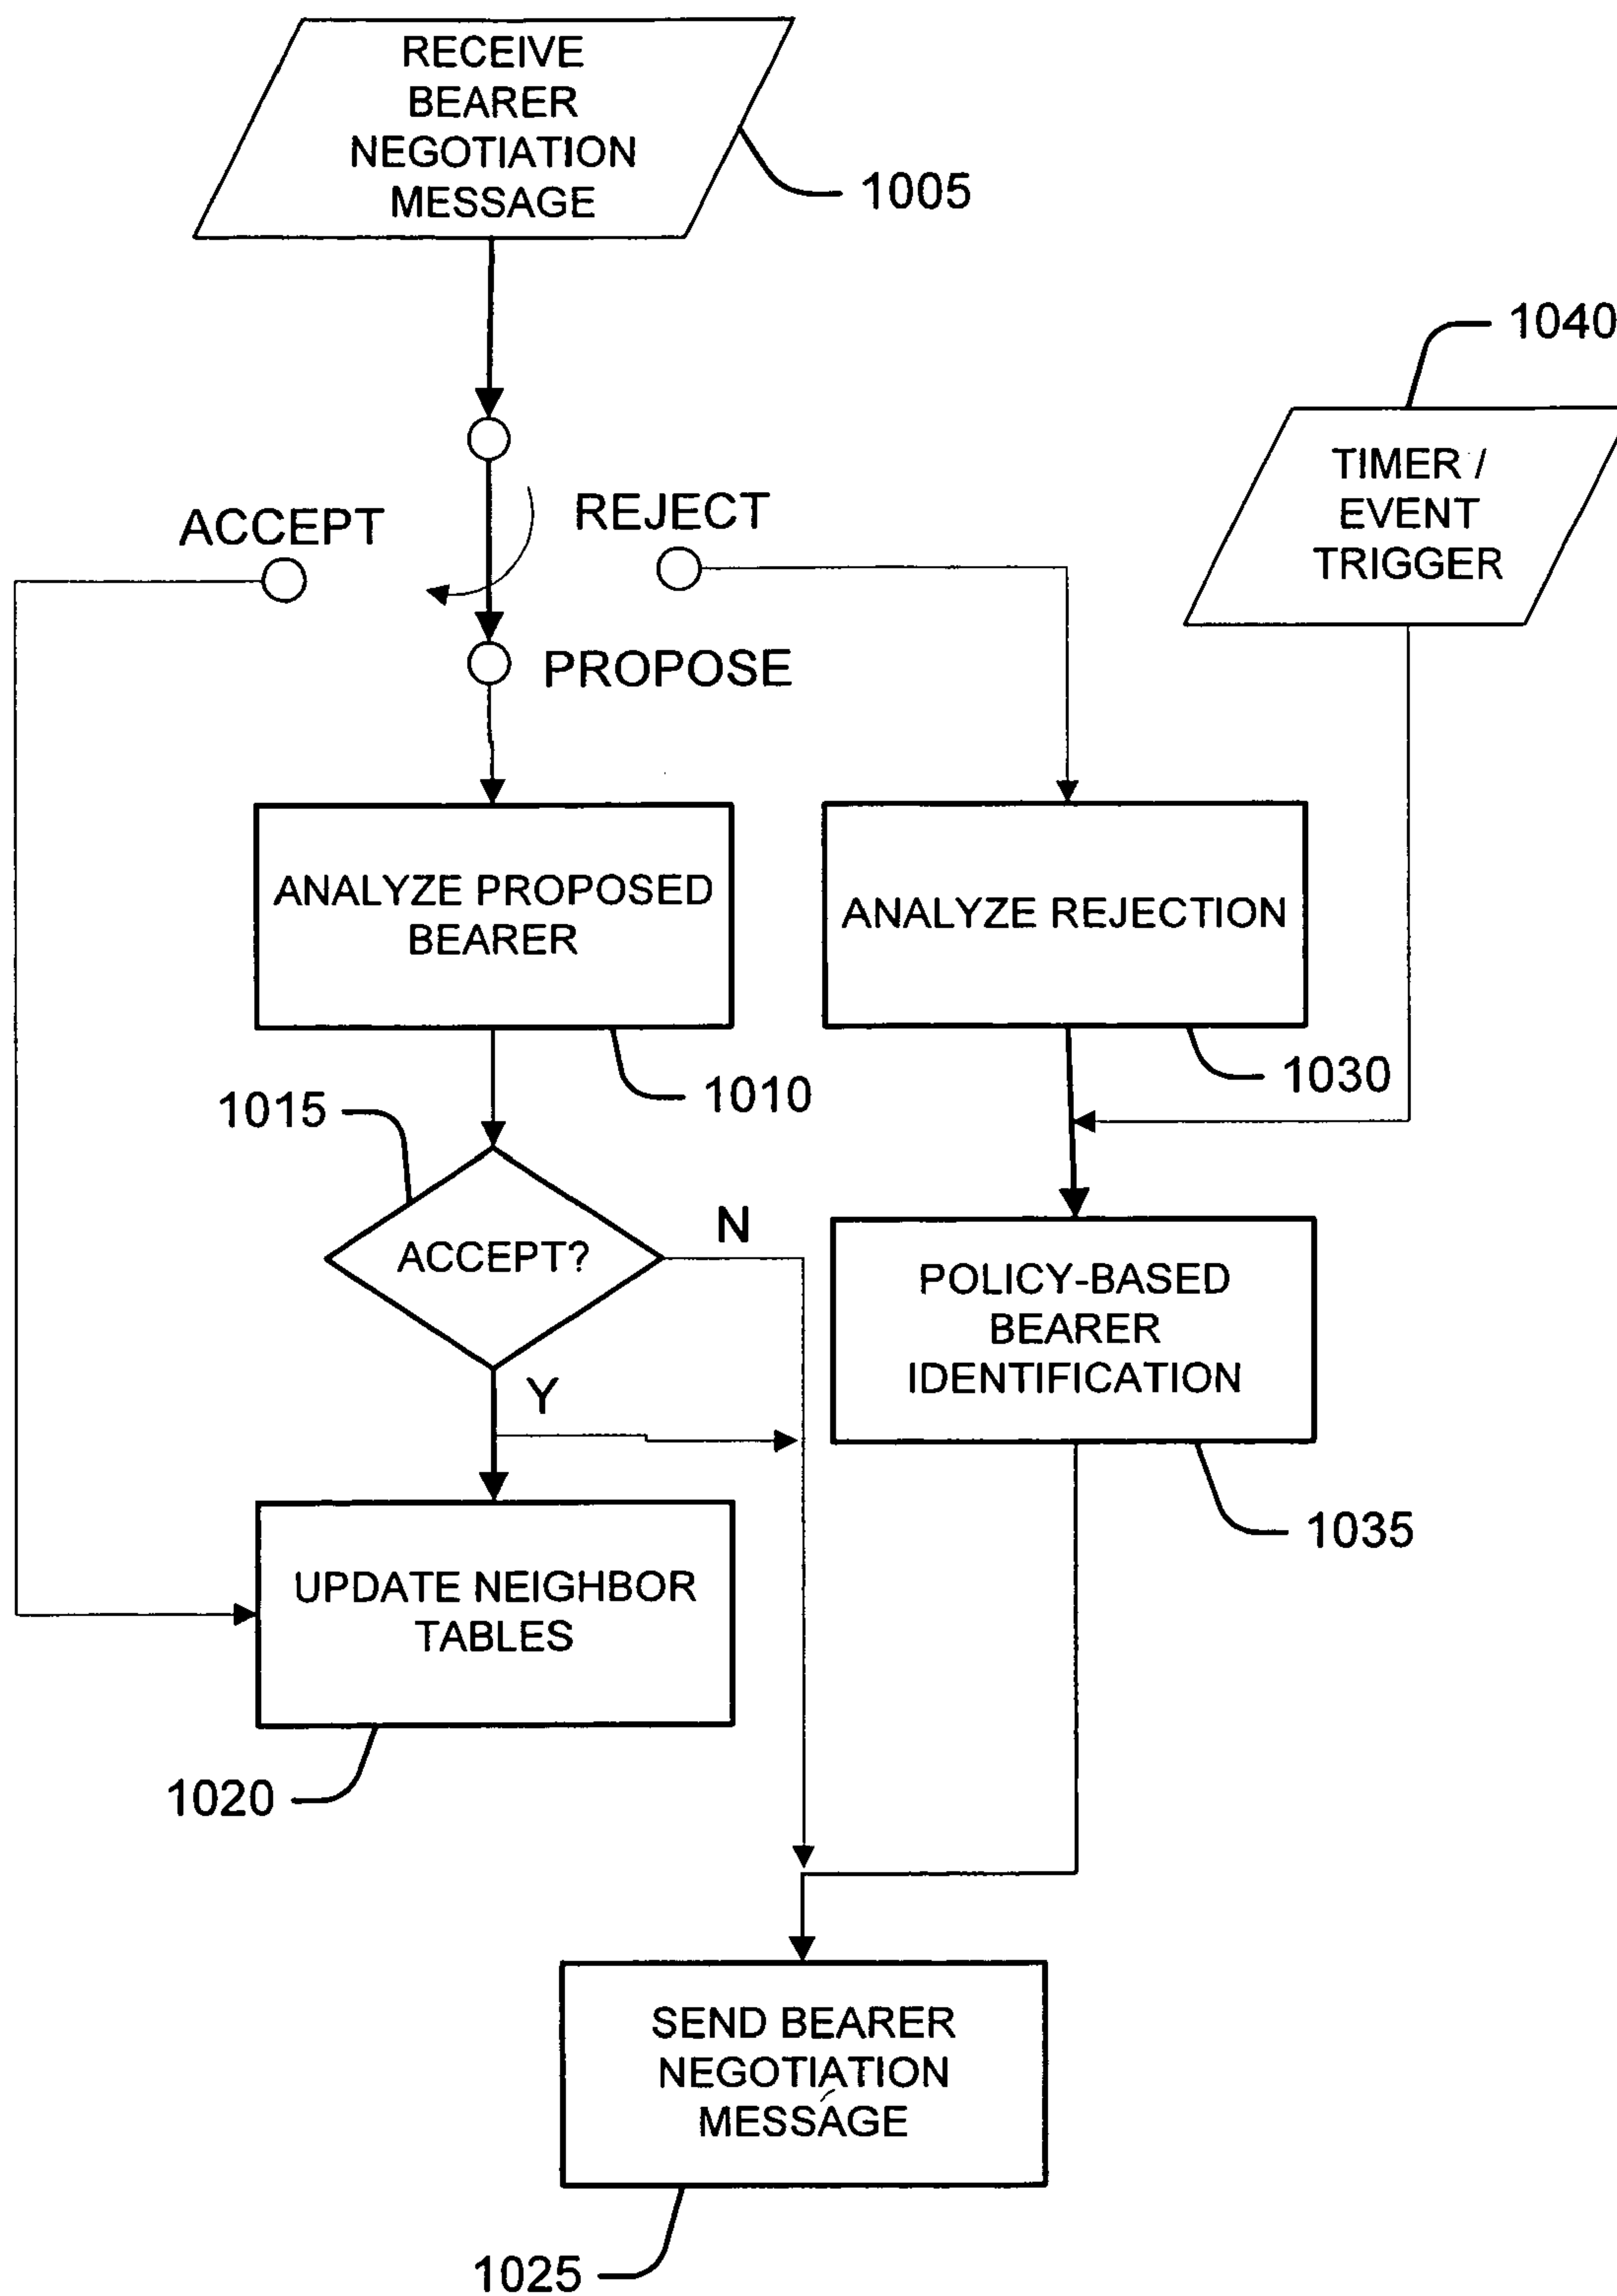 RECEIVE
BEARER
NEGOTIATION
MESSAGE
1005
1040
TIMER /
EVENT
TRIGGER
ACCEPT
REJECT
PROPOSE
ANALYZE PROPOSED
BEARER
1010
ANALYZE REJECTION
1030
1015
ACCEPT?
N
Y
POLICY-BASED
BEARER
IDENTIFICATION
1035
UPDATE NEIGHBOR
TABLES
1020
SEND BEARER
NEGOTIATION
MESSAGE
1025